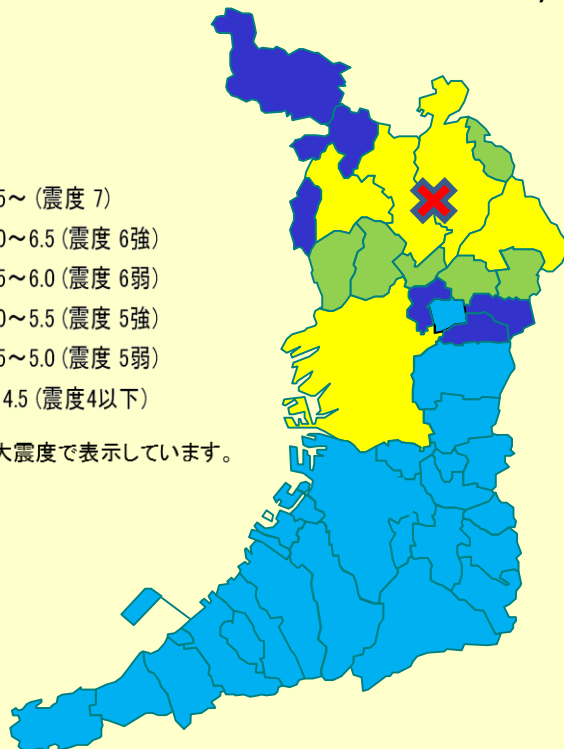 5~ (震度 7)
0~6.5 (震度 6強)
5~6.0 (震度 6弱)
0~5.5 (震度 5強)
5~5.0 (震度 5弱)
4.5 (震度4以下)
大震度で表示しています。